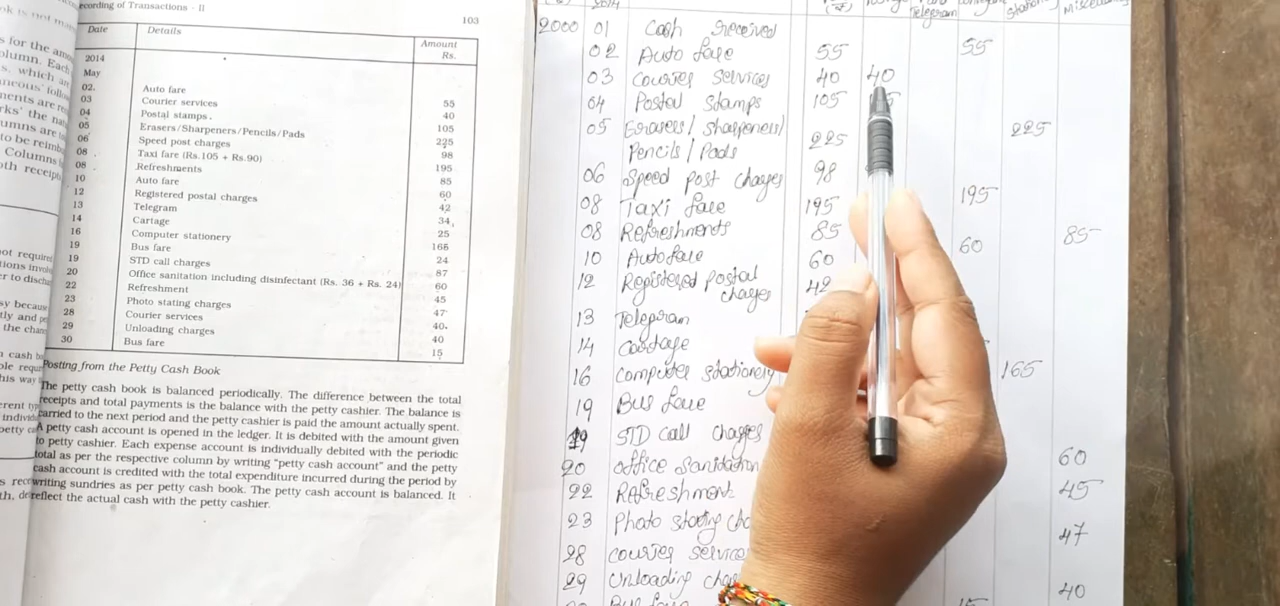 ecording of Transactions - II
103
Date Details Amount
Rs.
2014
May
02. Auto fare 55
03 Courier services 40
04 Postal stamps. 105
05 Erasers/Sharpeners/Pencils/Pads 225
06 Speed post charges 98
08 Taxi fare (Rs.105 + Rs.90) 195
08 Refreshments 85
10 Auto fare 60
12 Registered postal charges 42
13 Telegram 34
14 Cartage 25
16 Computer stationery 165
19 Bus fare 24
19 STD call charges 87
20 Office sanitation including disinfectant (Rs. 36 + Rs. 24) 60
22 Refreshment 45
23 Photo stating charges 47
28 Courier services 40
29 Unloading charges 40
30 Bus fare 15
Posting from the Petty Cash Book
The petty cash book is balanced periodically. The difference between the total
receipts and total payments is the balance with the petty cashier. The balance is
carried to the next period and the petty cashier is paid the amount actually spent.
A petty cash account is opened in the ledger. It is debited with the amount given
to petty cashier. Each expense account is individually debited with the periodic
total as per the respective column by writing "petty cash account" and the petty
cash account is credited with the total expenditure incurred during the period by
writing sundries as per petty cash book. The petty cash account is balanced. It
reflect the actual cash with the petty cashier.
Telegram
2000 01 Cash received
02 Auto fare 55 55
03 Courier services 40 40
04 Postal stamps 105
05 Erasers/ sharpeners/
Pencils / Pads 225 225
06 Speed post charges 98
08 Taxi fare 195 195
08 Refreshments 85 85
10 Auto fare 60 60
12 Registered postal
charges 42
13 Telegram
14 Cartage
16 Computer stationery 165
19 Bus fare
19 STD call charges
20 office sanitation 60
22 Refreshment 45
23 Photo stating cha 47
28 courier service
29 Unloading cha 40
Bus fare 15